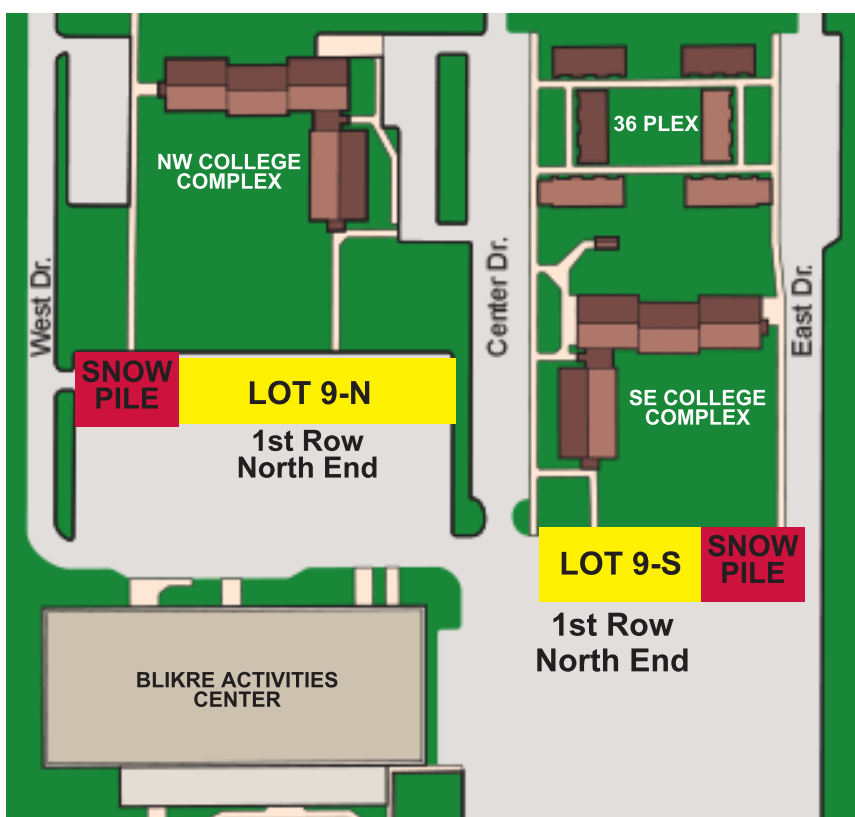 36 PLEX
NW COLLEGE
COMPLEX
West Dr.
Center Dr.
East Dr.
SNOW
PILE
LOT 9-N
1st Row
North End
SE COLLEGE
COMPLEX
LOT 9-S
SNOW
PILE
1st Row
North End
BLIKRE ACTIVITIES
CENTER